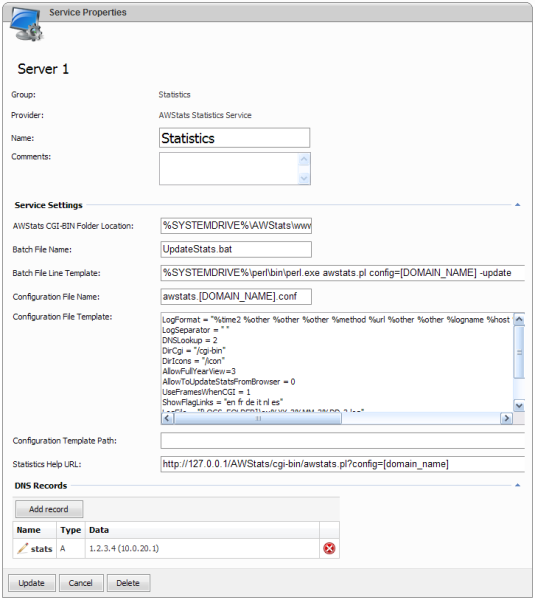 Service Properties
Server 1
Group: Statistics
Provider: AWStats Statistics Service
Name: Statistics
Comments:
Service Settings
AWStats CGI-BIN Folder Location: %SYSTEMDRIVE%\AWStats\www
Batch File Name: UpdateStats.bat
Batch File Line Template: %SYSTEMDRIVE%\perl\bin\perl.exe awstats.pl config=[DOMAIN_NAME] -update
Configuration File Name: awstats.[DOMAIN_NAME].conf
Configuration File Template: LogFormat = "%time2 %other %other %other %method %url %other %other %logname %host
LogSeparator = " "
DNSLookup = 2
DirCgi = "/cgi-bin"
DirIcons = "/icon"
AllowFullYearView=3
AllowToUpdateStatsFromBrowser = 0
UseFramesWhenCGI = 1
ShowFlagLinks = "en fr de it nl es"
Configuration Template Path:
Statistics Help URL: http://127.0.0.1/AWStats/cgi-bin/awstats.pl?config=[domain_name]
DNS Records
Add record
Name Type Data
stats A 1.2.3.4 (10.0.20.1)
Update Cancel Delete